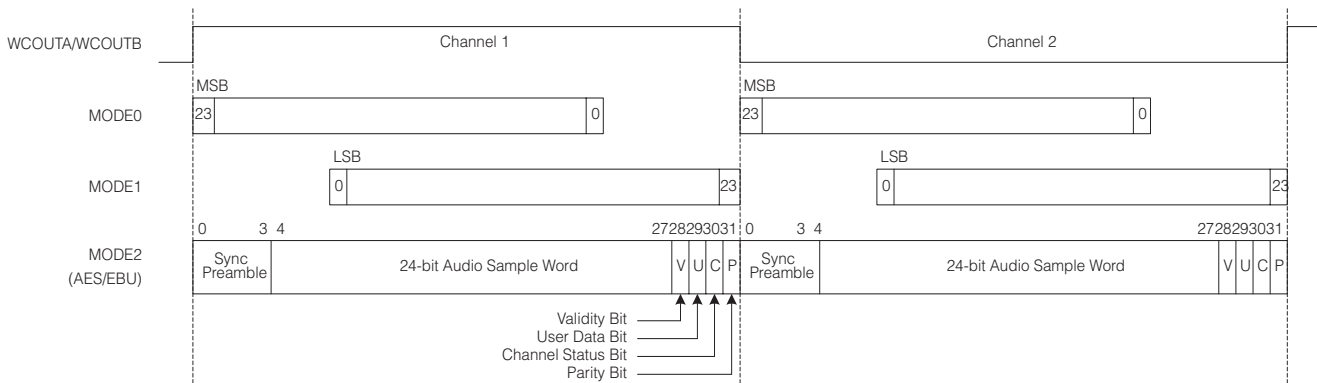 WCOUTA/WCOUTB Channel 1 Channel 2
MSB MSB
MODE0 23 0 23 0
LSB LSB
MODE1 0 23 0 23
0 3 4 2728293031 0 3 4 2728293031
MODE2
(AES/EBU)
Sync
Preamble
24-bit Audio Sample Word V U C P
Sync
Preamble
24-bit Audio Sample Word V U C P
Validity Bit
User Data Bit
Channel Status Bit
Parity Bit